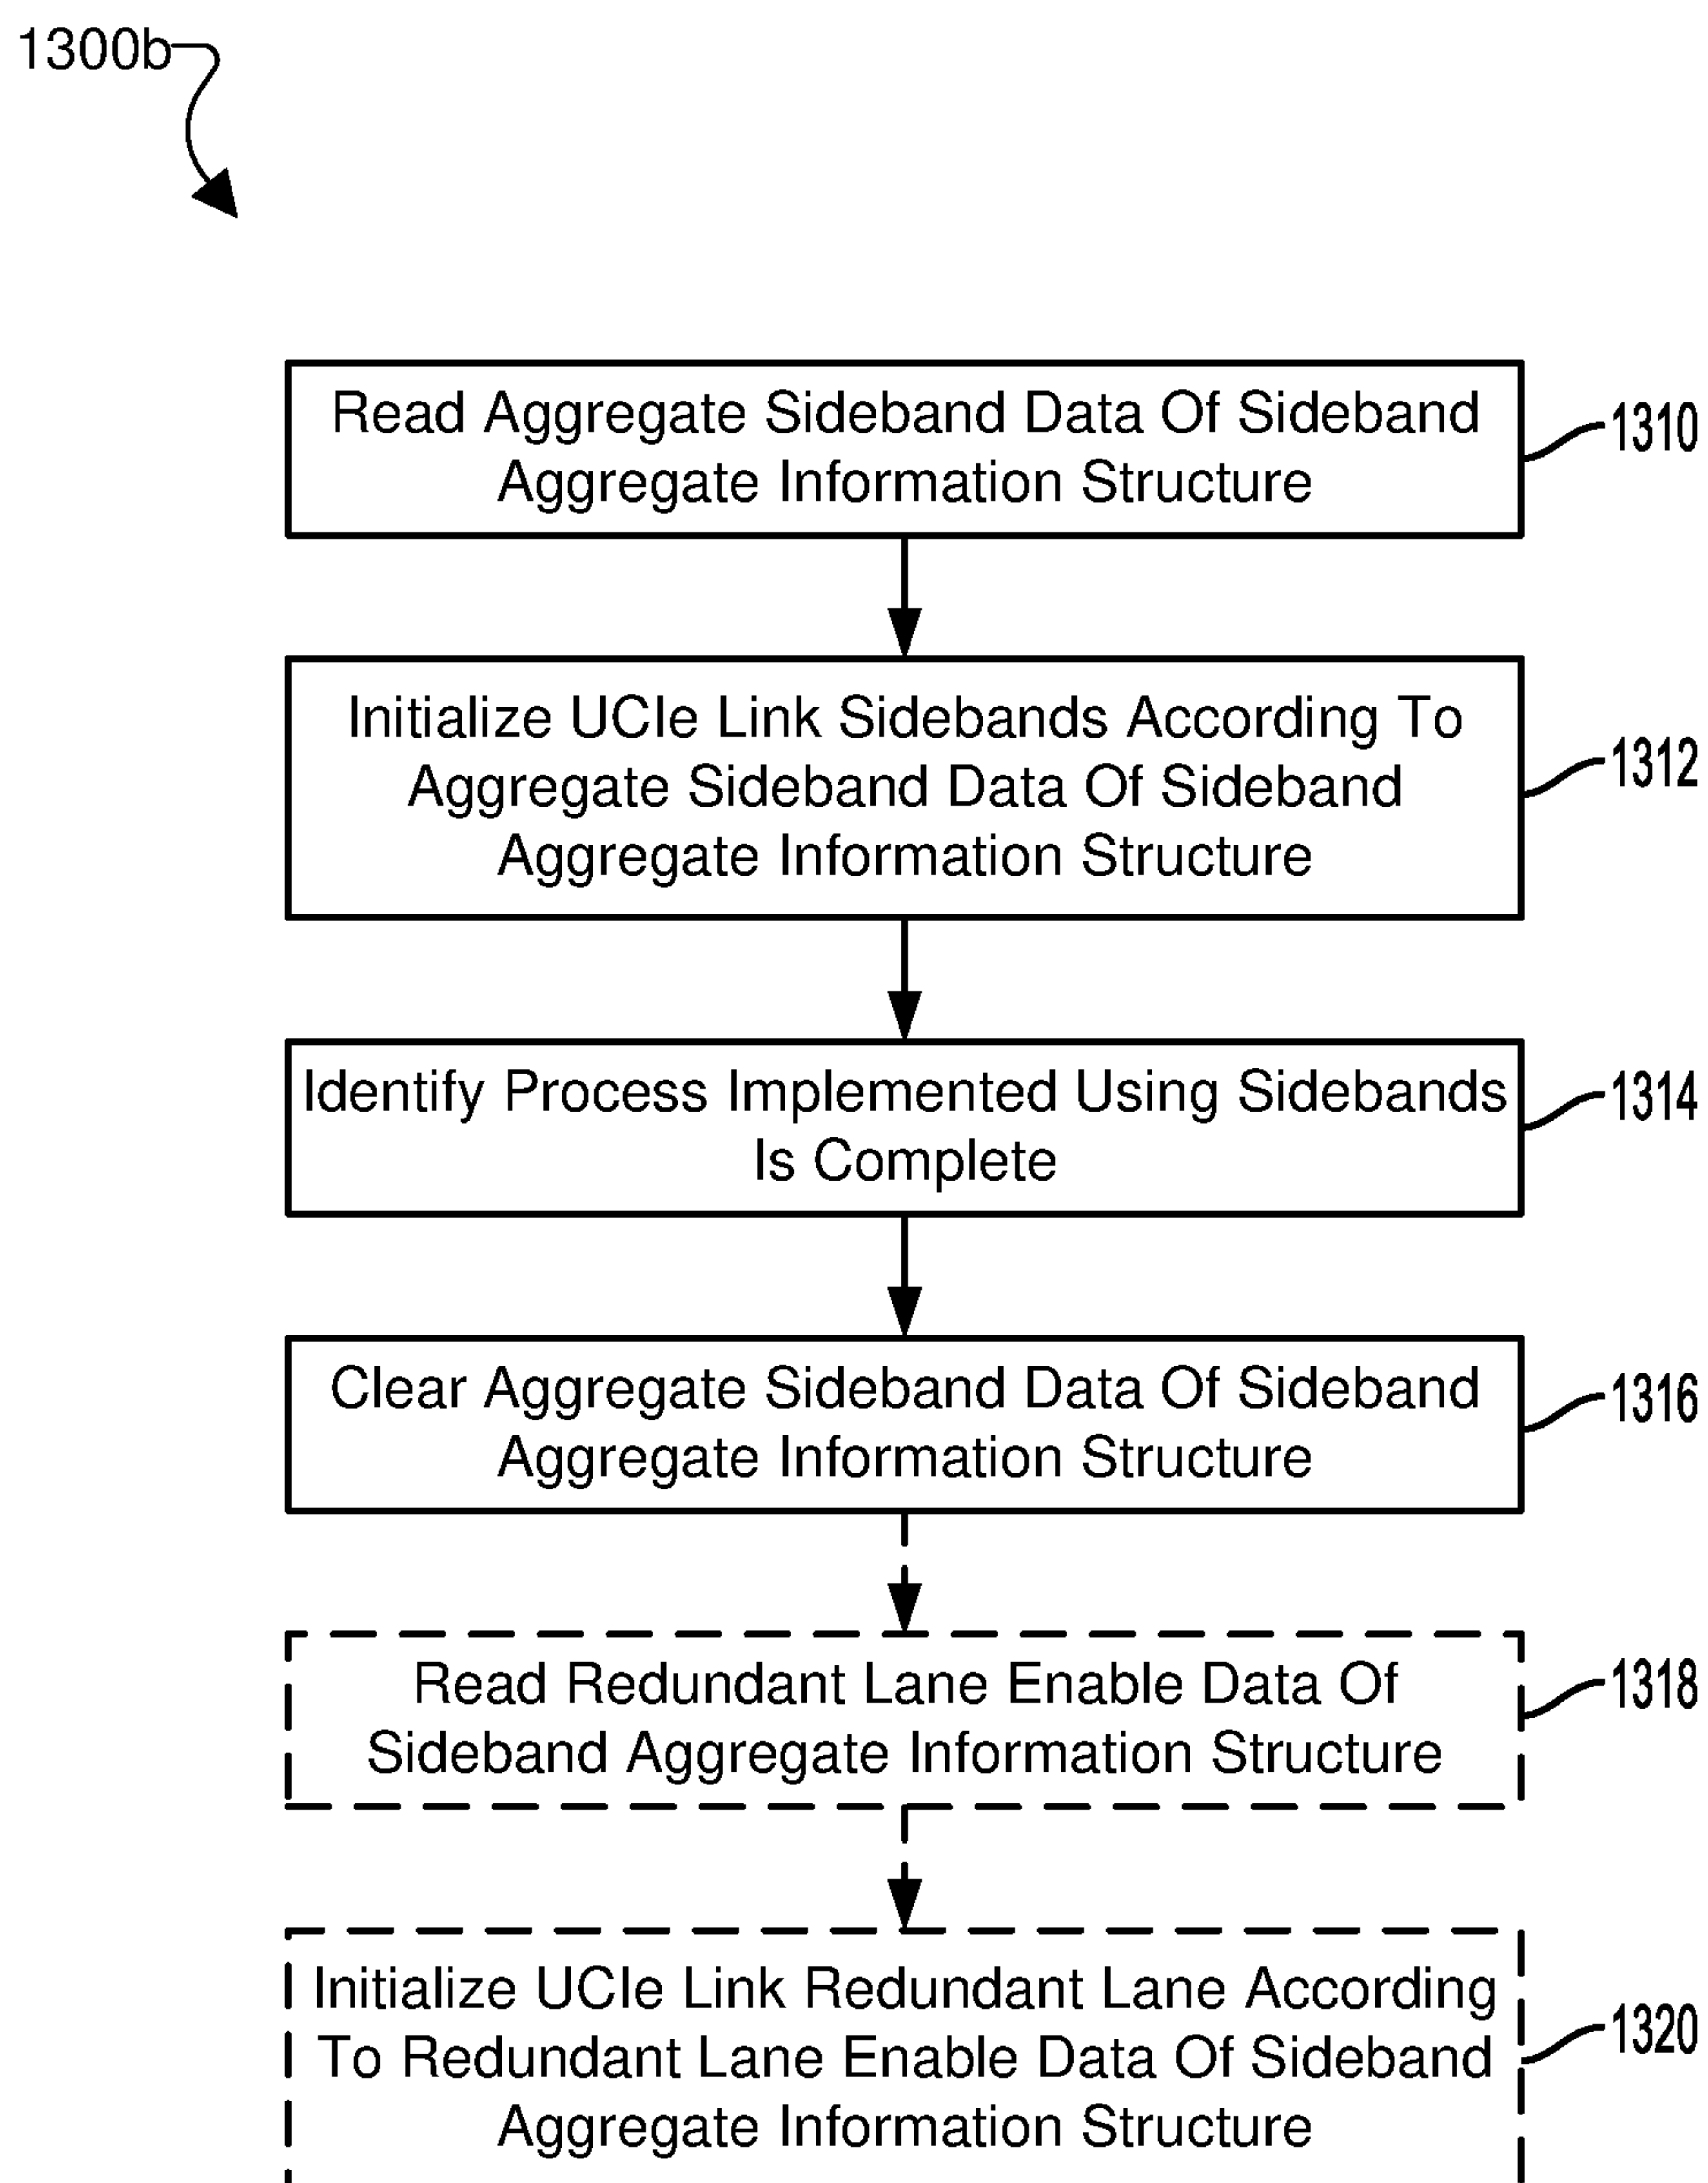 1300b
Read Aggregate Sideband Data Of Sideband
Aggregate Information Structure
1310
Initialize UCIe Link Sidebands According To
Aggregate Sideband Data Of Sideband
Aggregate Information Structure
1312
Identify Process Implemented Using Sidebands
Is Complete
1314
Clear Aggregate Sideband Data Of Sideband
Aggregate Information Structure
1316
Read Redundant Lane Enable Data Of
Sideband Aggregate Information Structure
1318
Initialize UCIe Link Redundant Lane According
To Redundant Lane Enable Data Of Sideband
Aggregate Information Structure
1320